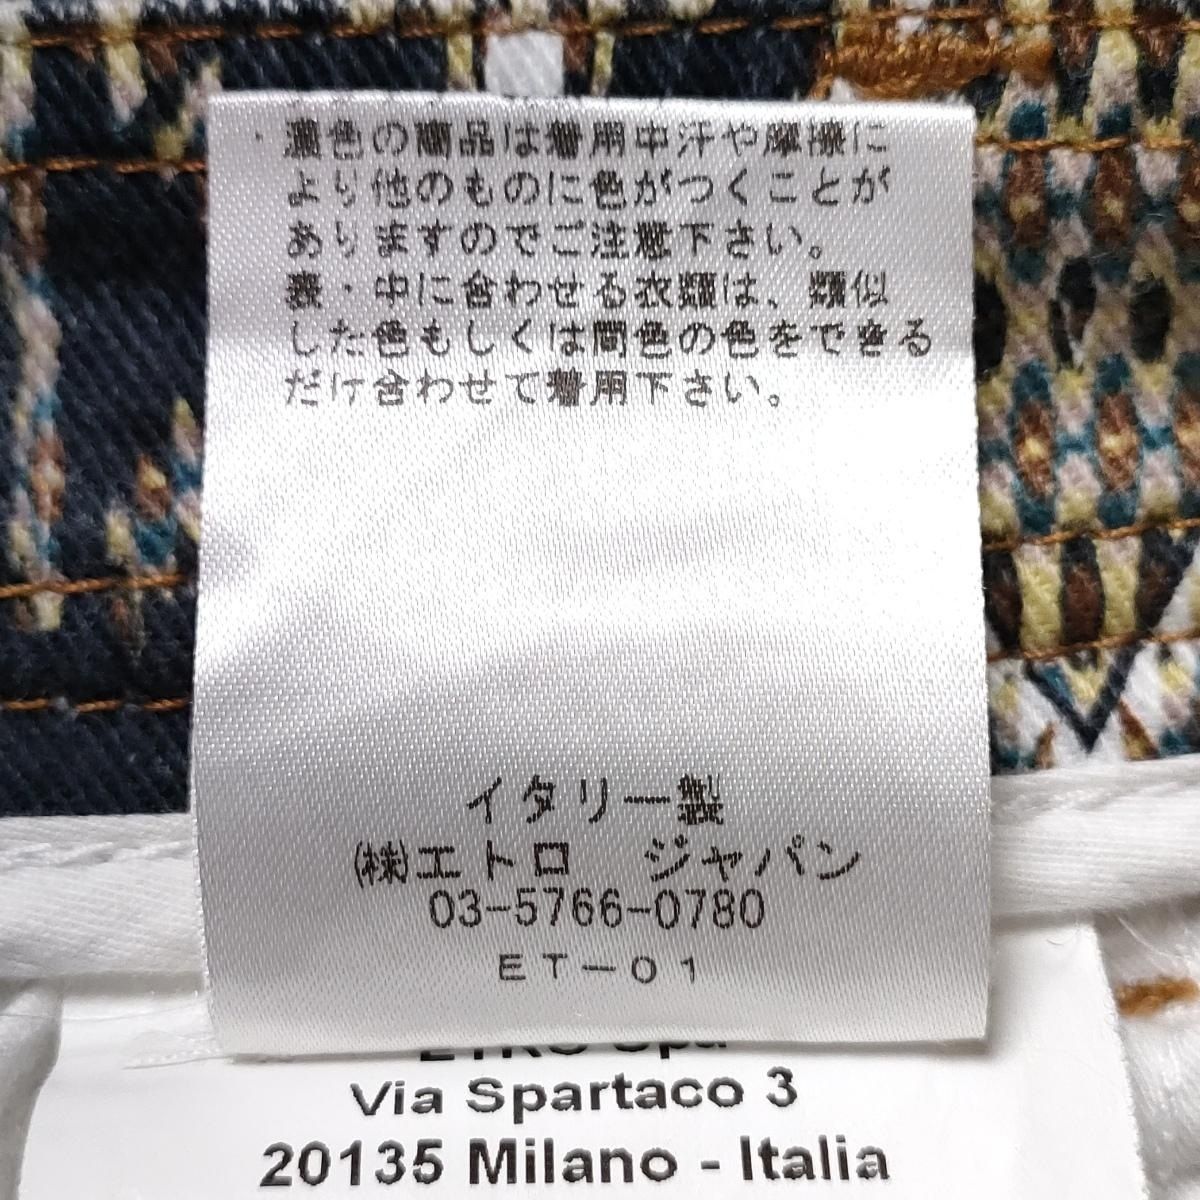 ・濃色の商品は着用中汗や摩擦に
より他のものに色がつくことが
ありますのでご注意下さい。
表・中に合わせる衣類は、類似
した色もしくは同色の色をできる
だけ合わせて着用下さい。
イタリー製
㈱エトロ　ジャパン
03-5766-0780
ET-01
ETRO Spa
Via Spartaco 3
20135 Milano - Italia